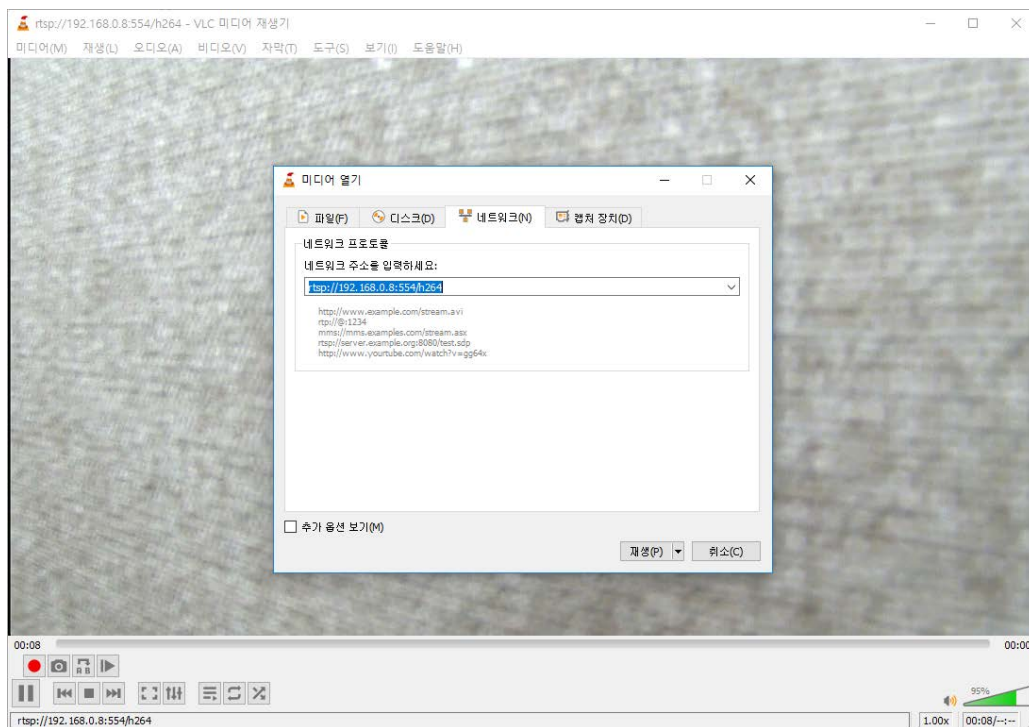 rtsp://192.168.0.8:554/h264 - VLC 미디어 재생기
미디어(M) 재생(L) 오디오(A) 비디오(V) 자막(T) 도구(S) 보기(I) 도움말(H)
미디어 열기
파일(F) 디스크(D) 네트워크(N) 캡처 장치(D)
네트워크 프로토콜
네트워크 주소를 입력하세요:
rtsp://192.168.0.8:554/h264
http://www.example.com/stream.avi
rtp://@:1234
mms://mms.examples.com/stream.asx
rtsp://server.example.org:8080/test.sdp
http://www.yourtube.com/watch?v=gg64x
추가 옵션 보기(M)
재생(P) 취소(C)
00:08 00:00
A B
95%
rtsp://192.168.0.8:554/h264 1.00x 00:08/--:--